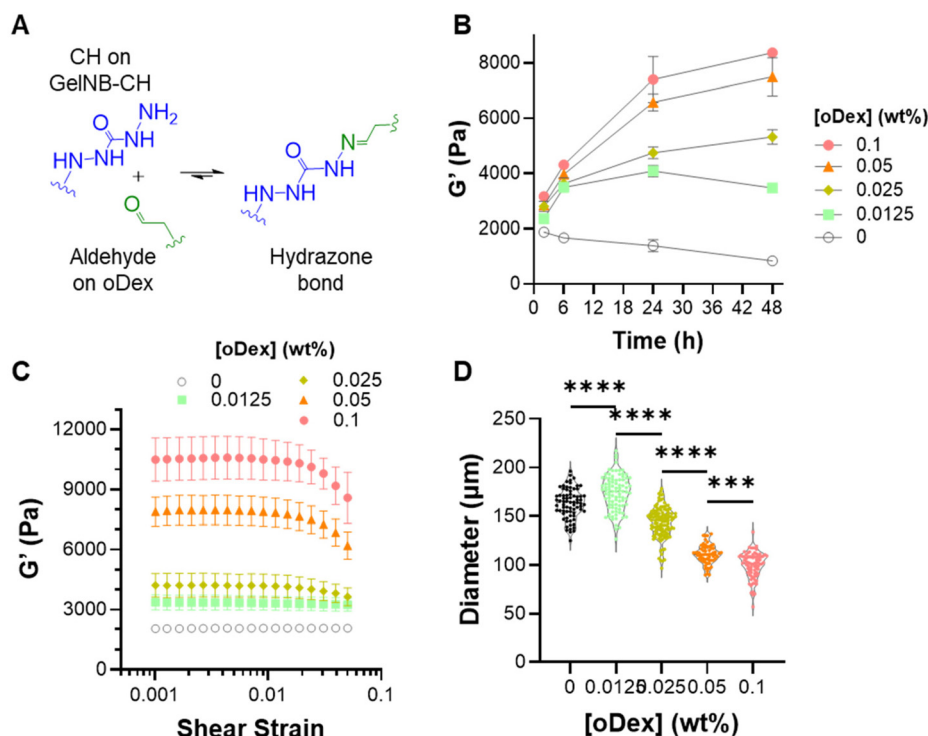 A
CH on
GelNB-CH
O
NH₂
HN-NH
HN-NH
+
O
Aldehyde
on oDex
O
N
NH
HN-NH
Hydrazone
bond
B
8000
6000
4000
2000
0
G' (Pa)
0 6 12 18 24 30 36 42 48
Time (h)
[oDex] (wt%)
0.1
0.05
0.025
0.0125
0
C
[oDex] (wt%)
0 0.025
0.0125 0.05
0.1
12000
9000
6000
3000
0
G' (Pa)
0.001 0.01 0.1
Shear Strain
D
**** **** **** ***
250
200
150
100
50
0
Diameter (µm)
0 0.0125 0.025 0.05 0.1
[oDex] (wt%)